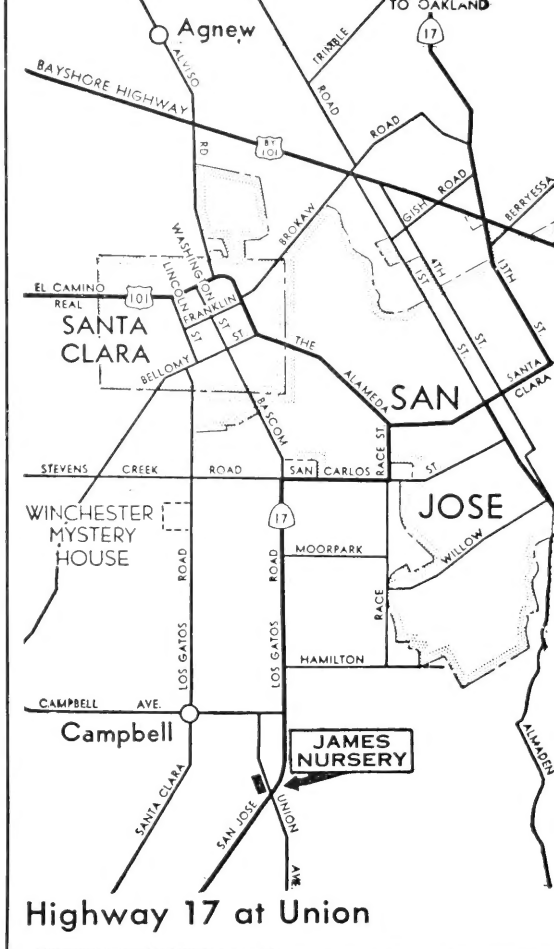 TO OAKLAND
17
Agnew
ALVISO
RD
TRIMBLE
ROAD
BAYSHORE HIGHWAY
BY
101
ROAD
BROKAW
GISH ROAD
BERRYESSA
WASHINGTON
ST
LINCOLN
ST
FRANKLIN
EL CAMINO
REAL
101
SANTA
CLARA
BELLOMY
ST
THE
ALAMEDA
1ST
ST
4TH
ST
13TH
ST
SANTA
CLARA
SAN
JOSE
BASCOM
RACE ST
STEVENS CREEK ROAD
SAN CARLOS ST
17
WINCHESTER
MYSTERY
HOUSE
ROAD
ROAD
MOORPARK
WILLOW
RACE
LOS GATOS
LOS GATOS
HAMILTON
CAMPBELL AVE.
Campbell
JAMES
NURSERY
SANTA CLARA
SAN JOSE
UNION
AVE.
ALMADEN
Highway 17 at Union